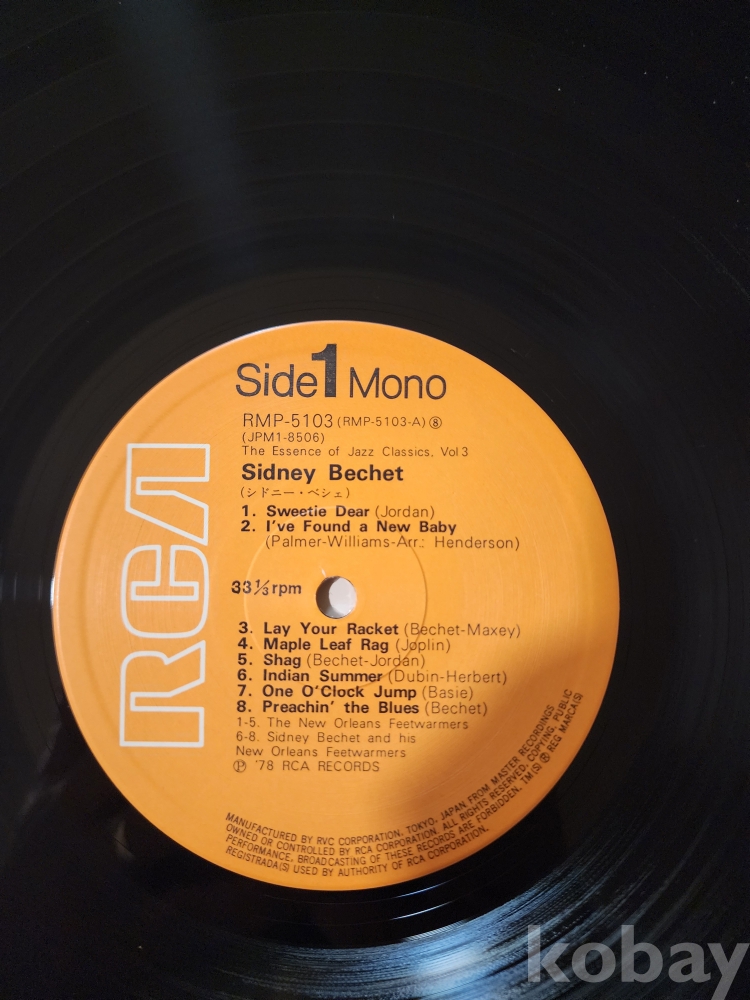 Side 1 Mono
RMP-5103 (RMP-5103-A) ⑧
(JPM1-8506)
The Essence of Jazz Classics, Vol 3
Sidney Bechet
(シドニー・ベシェ)
1. Sweetie Dear (Jordan)
2. I've Found a New Baby
(Palmer-Williams-Arr.: Henderson)
33 1/3 rpm
3. Lay Your Racket (Bechet-Maxey)
4. Maple Leaf Rag (Joplin)
5. Shag (Bechet-Jordan)
6. Indian Summer (Dubin-Herbert)
7. One O'Clock Jump (Basie)
8. Preachin' the Blues (Bechet)
1-5. The New Orleans Feetwarmers
6-8. Sidney Bechet and his
New Orleans Feetwarmers
℗ '78 RCA RECORDS
RCA
MANUFACTURED BY RVC CORPORATION, TOKYO, JAPAN FROM MASTER RECORDINGS
OWNED OR CONTROLLED BY RCA CORPORATION. ALL RIGHTS RESERVED, COPYING, PUBLIC
PERFORMANCE, BROADCASTING OF THESE RECORDS ARE FORBIDDEN. TM(S) ® REG. MARCA(S)
REGISTRADA(S) USED BY AUTHORITY OF RCA CORPORATION.
kobay